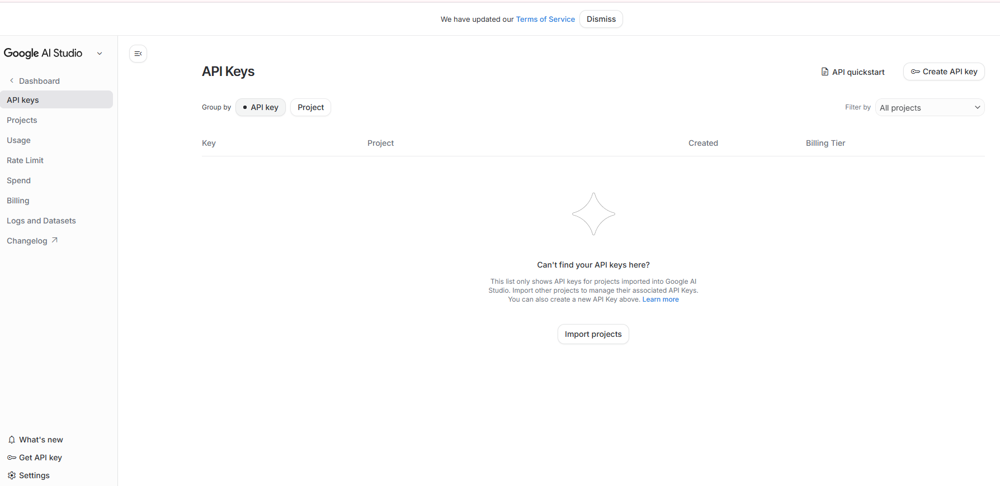 We have updated our Terms of Service Dismiss
Google AI Studio
Dashboard
API keys
Projects
Usage
Rate Limit
Spend
Billing
Logs and Datasets
Changelog
What's new
Get API key
Settings
API Keys
API quickstart
Create API key
Group by API key Project
Filter by All projects
Key Project Created Billing Tier
Can't find your API keys here?
This list only shows API keys for projects imported into Google AI
Studio. Import other projects to manage their associated API Keys.
You can also create a new API Key above. Learn more
Import projects